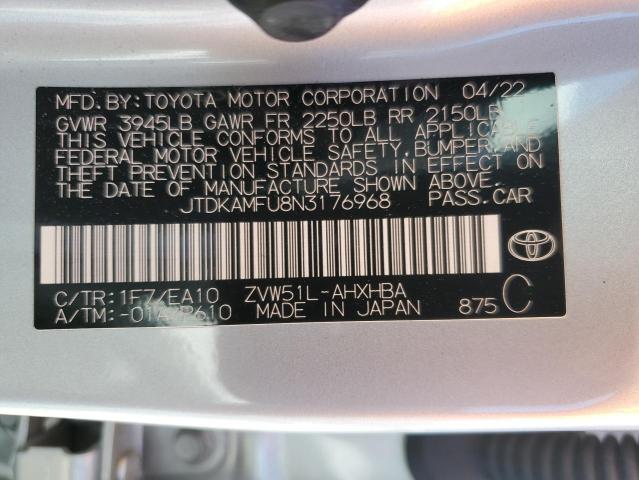 MFD.BY:TOYOTA MOTOR CORPORATION 04/22
GVWR 3945LB GAWR FR 2250LB RR 2150LB
THIS VEHICLE CONFORMS TO ALL APPLICABLE
FEDERAL MOTOR VEHICLE SAFETY, BUMPER, AND
THEFT PREVENTION STANDARDS IN EFFECT ON
THE DATE OF MANUFACTURE SHOWN ABOVE.
JTDKAMFU8N3176968 PASS.CAR
C/TR:1F7/EA10 ZVW51L-AHXHBA
A/TM: MADE IN JAPAN 875 C